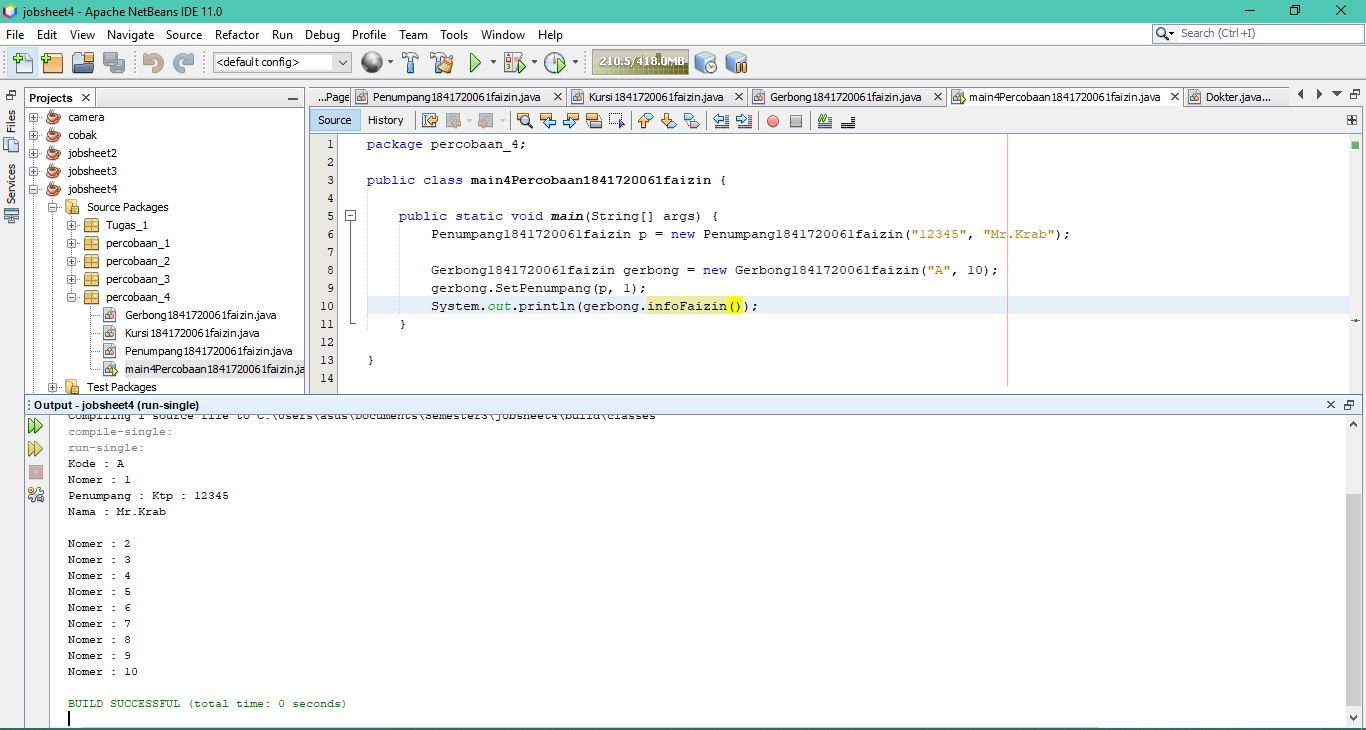 jobsheet4 - Apache NetBeans IDE 11.0
File Edit View Navigate Source Refactor Run Debug Profile Team Tools Window Help
Search (Ctrl+I)
<default config>
210.5/418.0MB
Files
Services
Projects
camera
cobak
jobsheet2
jobsheet3
jobsheet4
Source Packages
Tugas_1
percobaan_1
percobaan_2
percobaan_3
percobaan_4
Gerbong1841720061faizin.java
Kursi1841720061faizin.java
Penumpang1841720061faizin.java
main4Percobaan1841720061faizin.ja
Test Packages
...Page Penumpang1841720061faizin.java Kursi1841720061faizin.java Gerbong1841720061faizin.java main4Percobaan1841720061faizin.java Dokter.java...
Source History
1 package percobaan_4;
2
3 public class main4Percobaan1841720061faizin {
4
5 public static void main(String[] args) {
6 Penumpang1841720061faizin p = new Penumpang1841720061faizin("12345", "Mr.Krab");
7
8 Gerbong1841720061faizin gerbong = new Gerbong1841720061faizin("A", 10);
9 gerbong.SetPenumpang(p, 1);
10 System.out.println(gerbong.infoFaizin());
11 }
12
13 }
14
Output - jobsheet4 (run-single)
Compiling 1 source file to C:\Users\asus\Documents\Semester3\jobsheet4\build\classes
compile-single:
run-single:
Kode : A
Nomer : 1
Penumpang : Ktp : 12345
Nama : Mr.Krab
Nomer : 2
Nomer : 3
Nomer : 4
Nomer : 5
Nomer : 6
Nomer : 7
Nomer : 8
Nomer : 9
Nomer : 10
BUILD SUCCESSFUL (total time: 0 seconds)